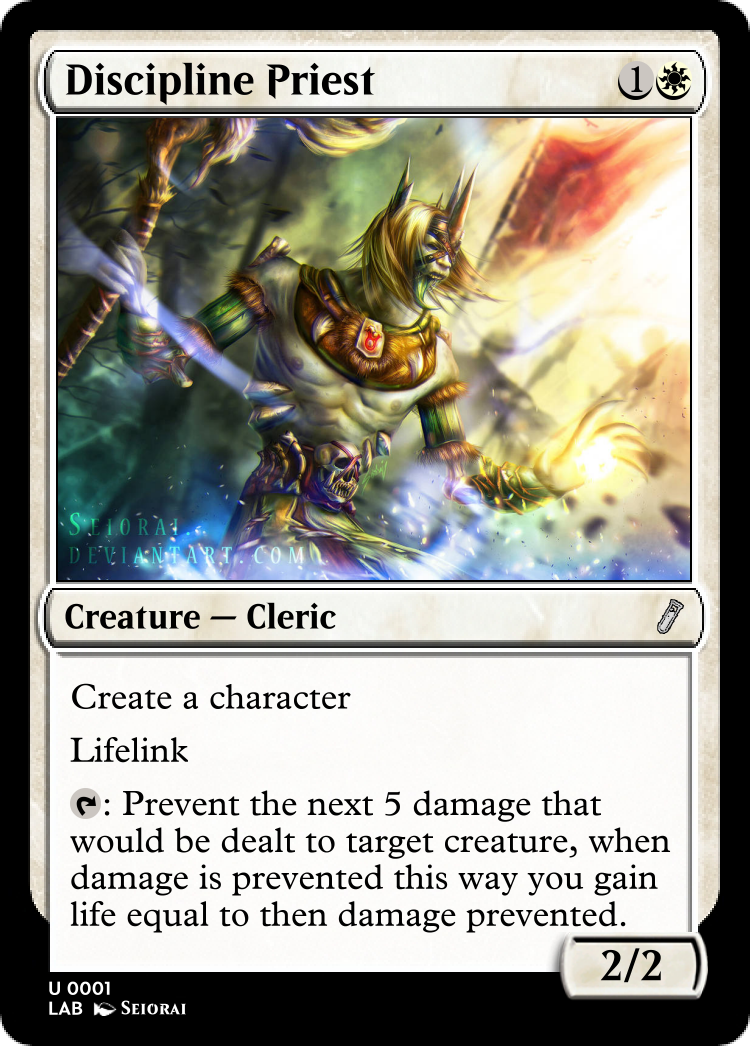 Discipline Priest 1
SEIORAI
DEVIANTART.COM
Creature — Cleric
Create a character
Lifelink
: Prevent the next 5 damage that
would be dealt to target creature, when
damage is prevented this way you gain
life equal to then damage prevented.
2/2
U 0001
LAB SEIORAI